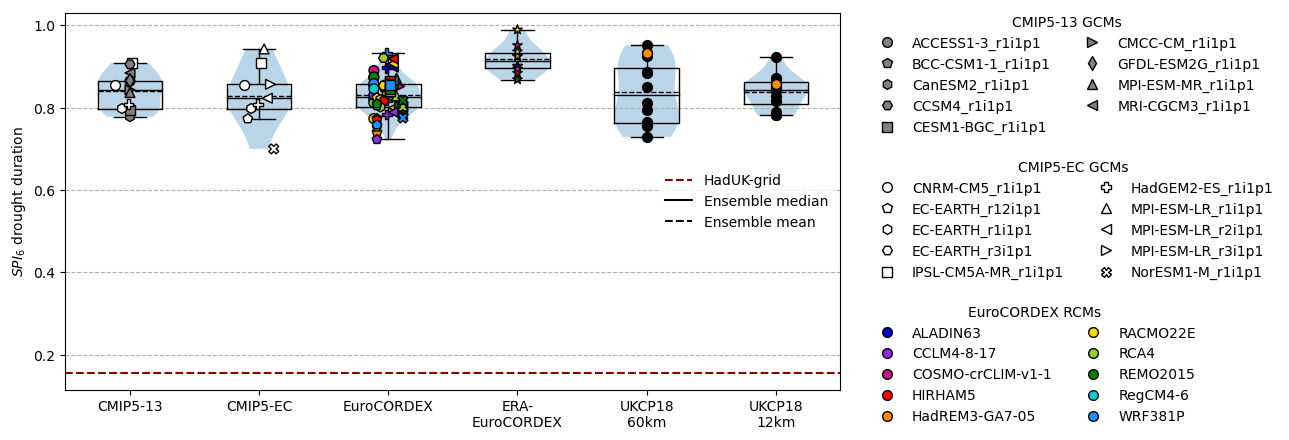 SPI6 drought duration
1.0
0.8
0.6
0.4
0.2
CMIP5-13
CMIP5-EC
EuroCORDEX
ERA-
EuroCORDEX
UKCP18
60km
UKCP18
12km
HadUK-grid
Ensemble median
Ensemble mean
CMIP5-13 GCMs
ACCESS1-3_r1i1p1
BCC-CSM1-1_r1i1p1
CanESM2_r1i1p1
CCSM4_r1i1p1
CESM1-BGC_r1i1p1
CMCC-CM_r1i1p1
GFDL-ESM2G_r1i1p1
MPI-ESM-MR_r1i1p1
MRI-CGCM3_r1i1p1
CMIP5-EC GCMs
CNRM-CM5_r1i1p1
EC-EARTH_r12i1p1
EC-EARTH_r1i1p1
EC-EARTH_r3i1p1
IPSL-CM5A-MR_r1i1p1
HadGEM2-ES_r1i1p1
MPI-ESM-LR_r1i1p1
MPI-ESM-LR_r2i1p1
MPI-ESM-LR_r3i1p1
NorESM1-M_r1i1p1
EuroCORDEX RCMs
ALADIN63
CCLM4-8-17
COSMO-crCLIM-v1-1
HIRHAM5
HadREM3-GA7-05
RACMO22E
RCA4
REMO2015
RegCM4-6
WRF381P